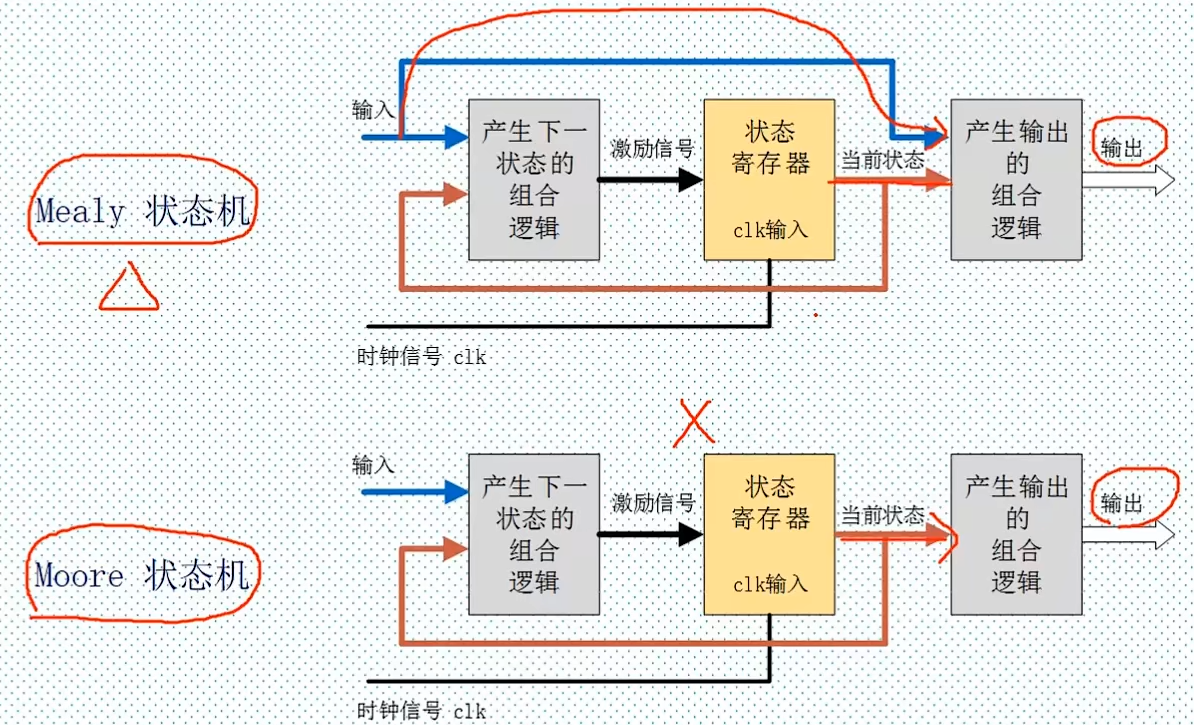 输入
产生下一
状态的
组合
逻辑
激励信号
状态
寄存器
clk输入
当前状态
产生输出
的
组合
逻辑
输出
Mealy 状态机
时钟信号 clk
输入
产生下一
状态的
组合
逻辑
激励信号
状态
寄存器
clk输入
当前状态
产生输出
的
组合
逻辑
输出
Moore 状态机
时钟信号 clk